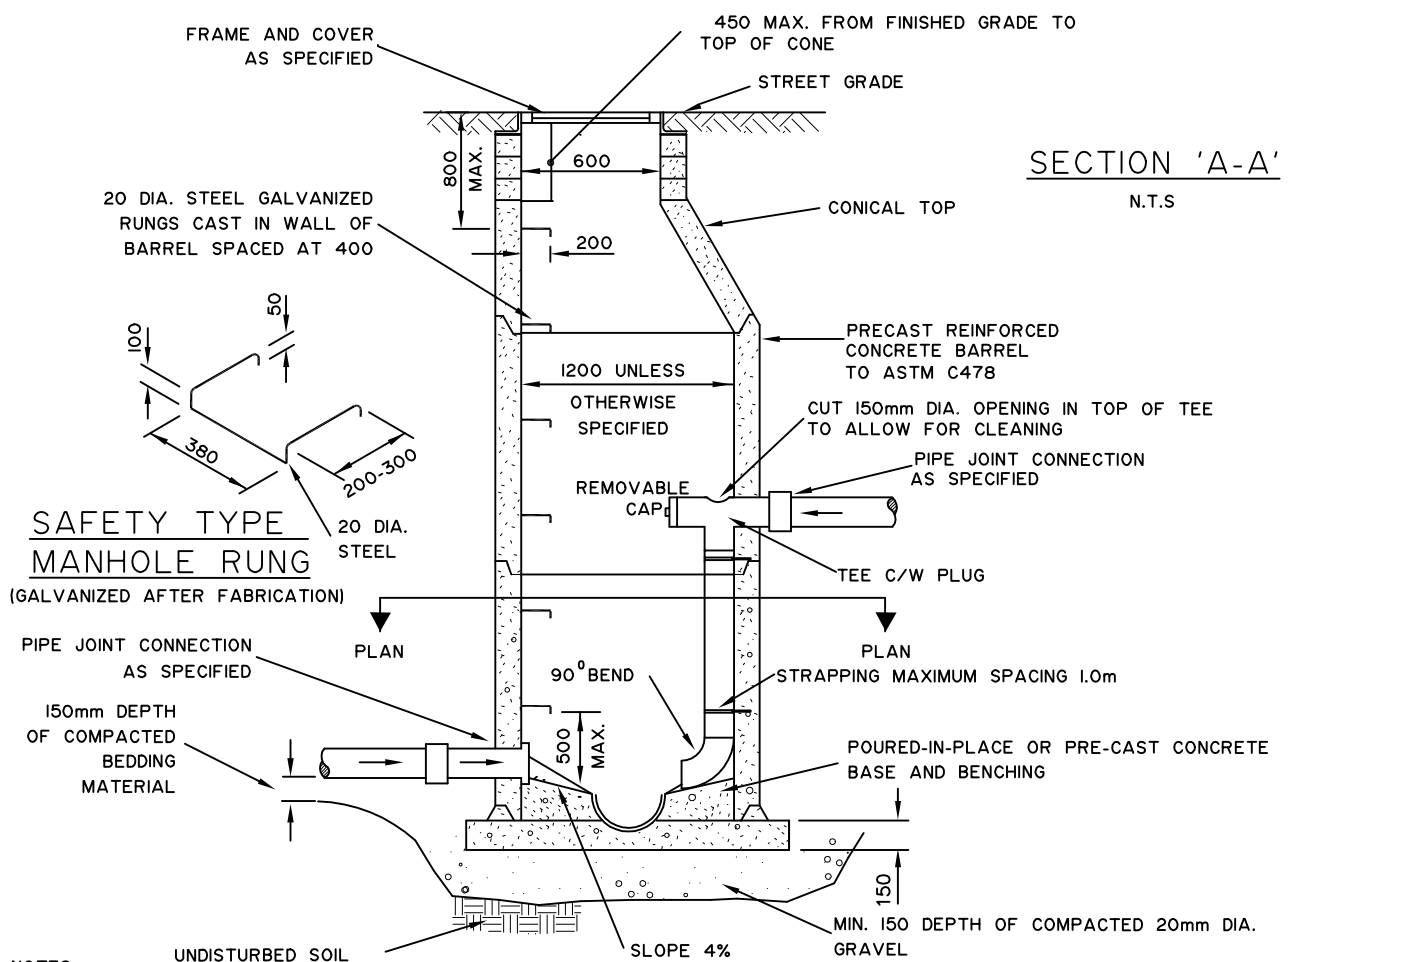 450 MAX. FROM FINISHED GRADE TO
TOP OF CONE
FRAME AND COVER
AS SPECIFIED
STREET GRADE
800
MAX.
600
SECTION 'A-A'
N.T.S
20 DIA. STEEL GALVANIZED
RUNGS CAST IN WALL OF
BARREL SPACED AT 400
CONICAL TOP
200
50
100
380
200-300
20 DIA.
STEEL
PRECAST REINFORCED
CONCRETE BARREL
TO ASTM C478
1200 UNLESS
OTHERWISE
SPECIFIED
CUT 150mm DIA. OPENING IN TOP OF TEE
TO ALLOW FOR CLEANING
PIPE JOINT CONNECTION
AS SPECIFIED
REMOVABLE
CAP
SAFETY TYPE
MANHOLE RUNG
(GALVANIZED AFTER FABRICATION)
TEE C/W PLUG
PLAN
PLAN
PIPE JOINT CONNECTION
AS SPECIFIED
90° BEND
STRAPPING MAXIMUM SPACING 1.0m
150mm DEPTH
OF COMPACTED
BEDDING
MATERIAL
500
MAX.
POURED-IN-PLACE OR PRE-CAST CONCRETE
BASE AND BENCHING
150
MIN. 150 DEPTH OF COMPACTED 20mm DIA.
GRAVEL
UNDISTURBED SOIL
SLOPE 4%